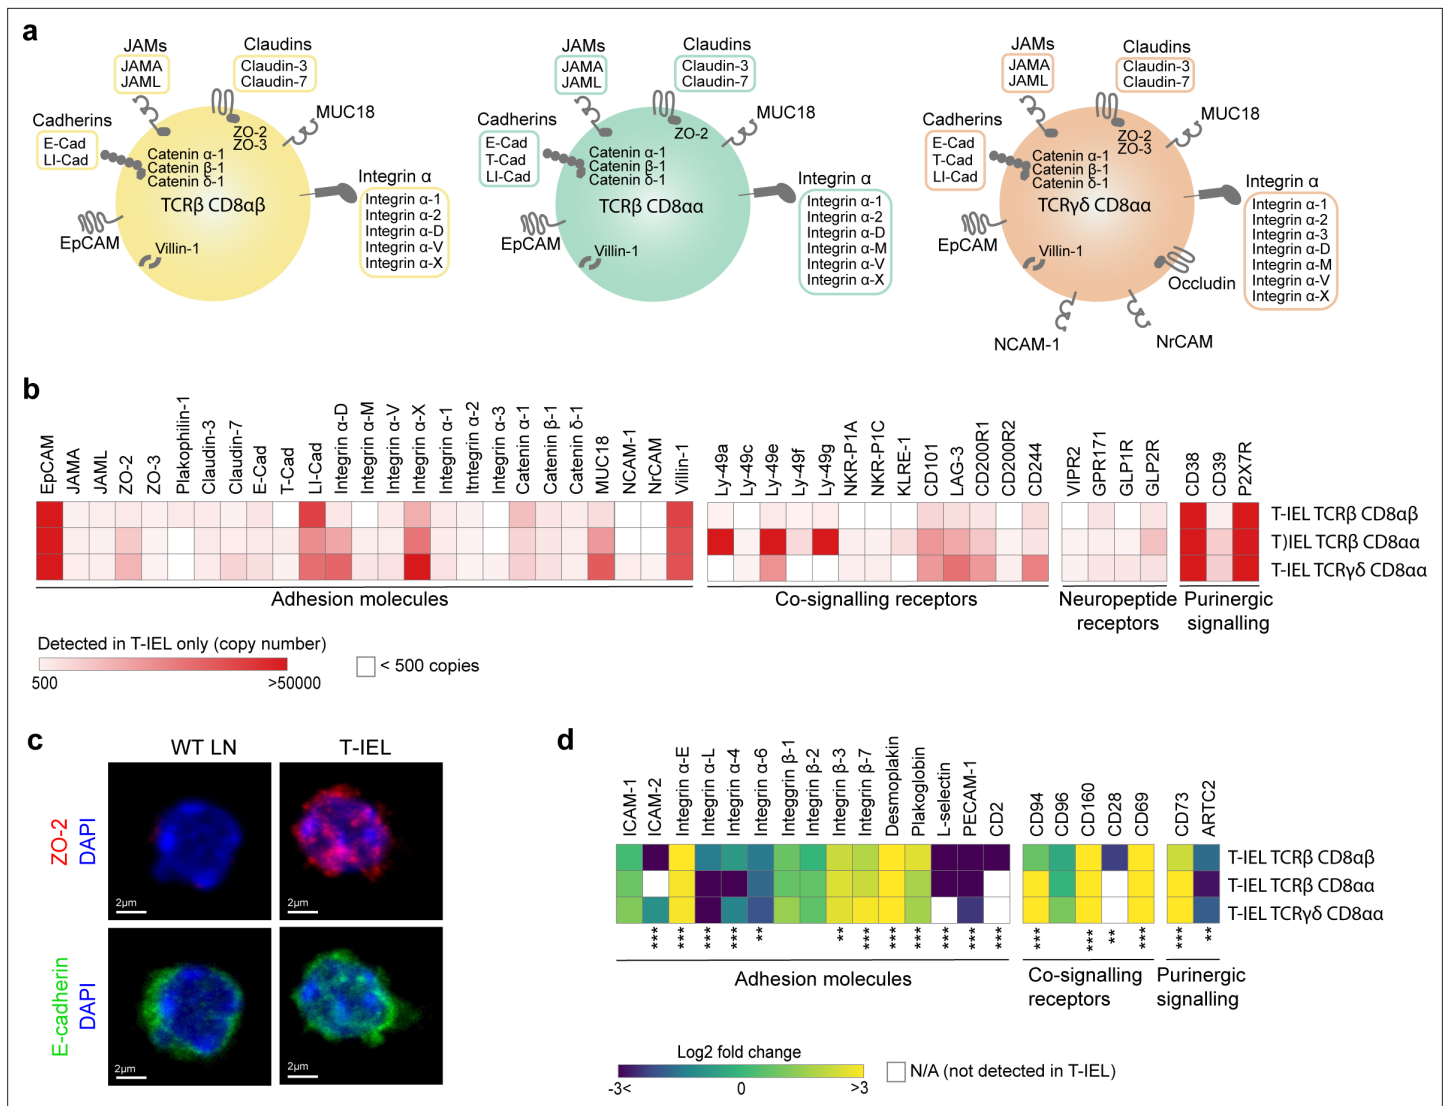 a
JAMs
JAMA
JAML
Claudins
Claudin-3
Claudin-7
MUC18
Cadherins
E-Cad
LI-Cad
ZO-2
ZO-3
Catenin α-1
Catenin β-1
Catenin δ-1
TCRβ CD8αβ
Integrin α
Integrin α-1
Integrin α-2
Integrin α-D
Integrin α-V
Integrin α-X
EpCAM
Villin-1
JAMs
JAMA
JAML
Claudins
Claudin-3
Claudin-7
MUC18
Cadherins
E-Cad
T-Cad
LI-Cad
ZO-2
Catenin α-1
Catenin β-1
Catenin δ-1
TCRβ CD8αα
Integrin α
Integrin α-1
Integrin α-2
Integrin α-D
Integrin α-M
Integrin α-V
Integrin α-X
EpCAM
Villin-1
JAMs
JAMA
JAML
Claudins
Claudin-3
Claudin-7
MUC18
Cadherins
E-Cad
T-Cad
LI-Cad
ZO-2
ZO-3
Catenin α-1
Catenin β-1
Catenin δ-1
TCRγδ CD8αα
Integrin α
Integrin α-1
Integrin α-2
Integrin α-3
Integrin α-D
Integrin α-M
Integrin α-V
Integrin α-X
EpCAM
Villin-1
Occludin
NCAM-1
NrCAM
b
EpCAM
JAMA
JAML
ZO-2
ZO-3
Plakophilin-1
Claudin-3
Claudin-7
E-Cad
T-Cad
LI-Cad
Integrin α-D
Integrin α-M
Integrin α-V
Integrin α-X
Integrin α-1
Itntegrin α-2
Integrin α-3
Catenin α-1
Catenin β-1
Catenin δ-1
MUC18
NCAM-1
NrCAM
Villin-1
Ly-49a
Ly-49c
Ly-49e
Ly-49f
Ly-49g
NKR-P1A
NKR-P1C
KLRE-1
CD101
LAG-3
CD200R1
CD200R2
CD244
VIPR2
GPR171
GLP1R
GLP2R
CD38
CD39
P2X7R
T-IEL TCRβ CD8αβ
T)IEL TCRβ CD8αα
T-IEL TCRγδ CD8αα
Adhesion molecules
Co-signalling receptors
Neuropeptide
receptors
Purinergic
signalling
Detected in T-IEL only (copy number)
500
>50000
< 500 copies
c
WT LN
T-IEL
ZO-2
DAPI
2µm
2µm
E-cadherin
DAPI
2µm
2µm
d
ICAM-1
ICAM-2
Integrin α-E
Integrin α-L
Integrin α-4
Integrin α-6
Integgrin β-1
Integrin β-2
Integrin β-3
Integrin β-7
Desmoplakin
Plakoglobin
L-selectin
PECAM-1
CD2
CD94
CD96
CD160
CD28
CD69
CD73
ARTC2
T-IEL TCRβ CD8αβ
T-IEL TCRβ CD8αα
T-IEL TCRγδ CD8αα
*** *** *** *** ** ** *** *** *** *** *** *** *** *** ** *** *** **
Adhesion molecules
Co-signalling
receptors
Purinergic
signalling
Log2 fold change
-3<
0
>3
N/A (not detected in T-IEL)